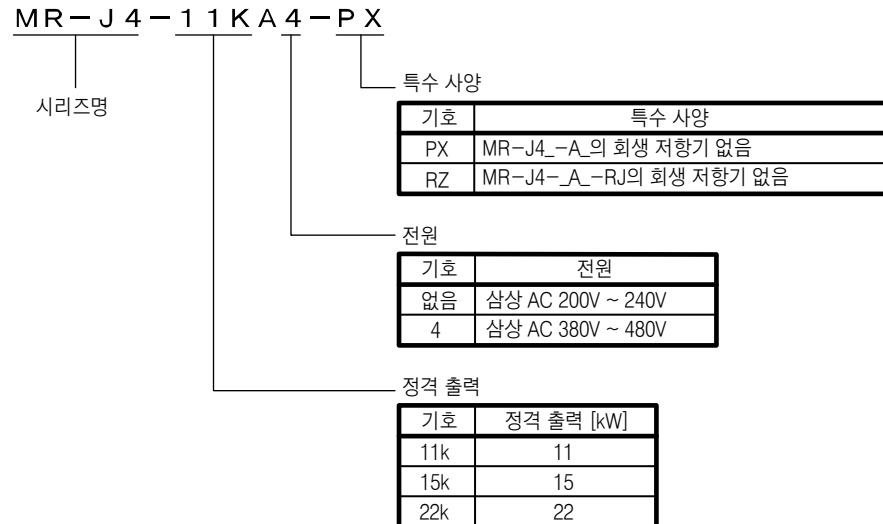 MR-J4-11KA4-PX
시리즈명
특수 사양
기호 특수 사양
PX MR-J4_-A_의 회생 저항기 없음
RZ MR-J4-_A_-RJ의 회생 저항기 없음
전원
기호 전원
없음 삼상 AC 200V ~ 240V
4 삼상 AC 380V ~ 480V
정격 출력
기호 정격 출력 [kW]
11k 11
15k 15
22k 22